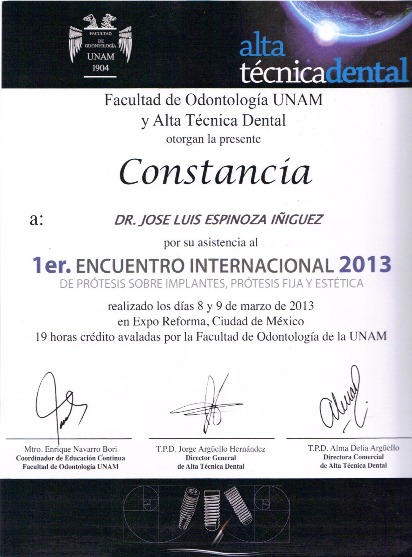 FACULTAD
DE
ODONTOLOGÍA
UNAM
1904
alta
técnicadental
Facultad de Odontología UNAM
y Alta Técnica Dental
otorgan la presente
Constancia
a:
DR. JOSE LUIS ESPINOZA IÑIGUEZ
por su asistencia al
1er. ENCUENTRO INTERNACIONAL 2013
DE PRÓTESIS SOBRE IMPLANTES, PRÓTESIS FIJA Y ESTÉTICA
realizado los días 8 y 9 de marzo de 2013
en Expo Reforma, Ciudad de México
19 horas crédito avaladas por la Facultad de Odontología de la UNAM
Mtro. Enrique Navarro Bori
Coordinador de Educación Continua
Facultad de Odontología UNAM
T.P.D. Jorge Argüello Hernández
Director General
de Alta Técnica Dental
T.P.D. Alma Delia Argüello
Directora Comercial
de Alta Técnica Dental